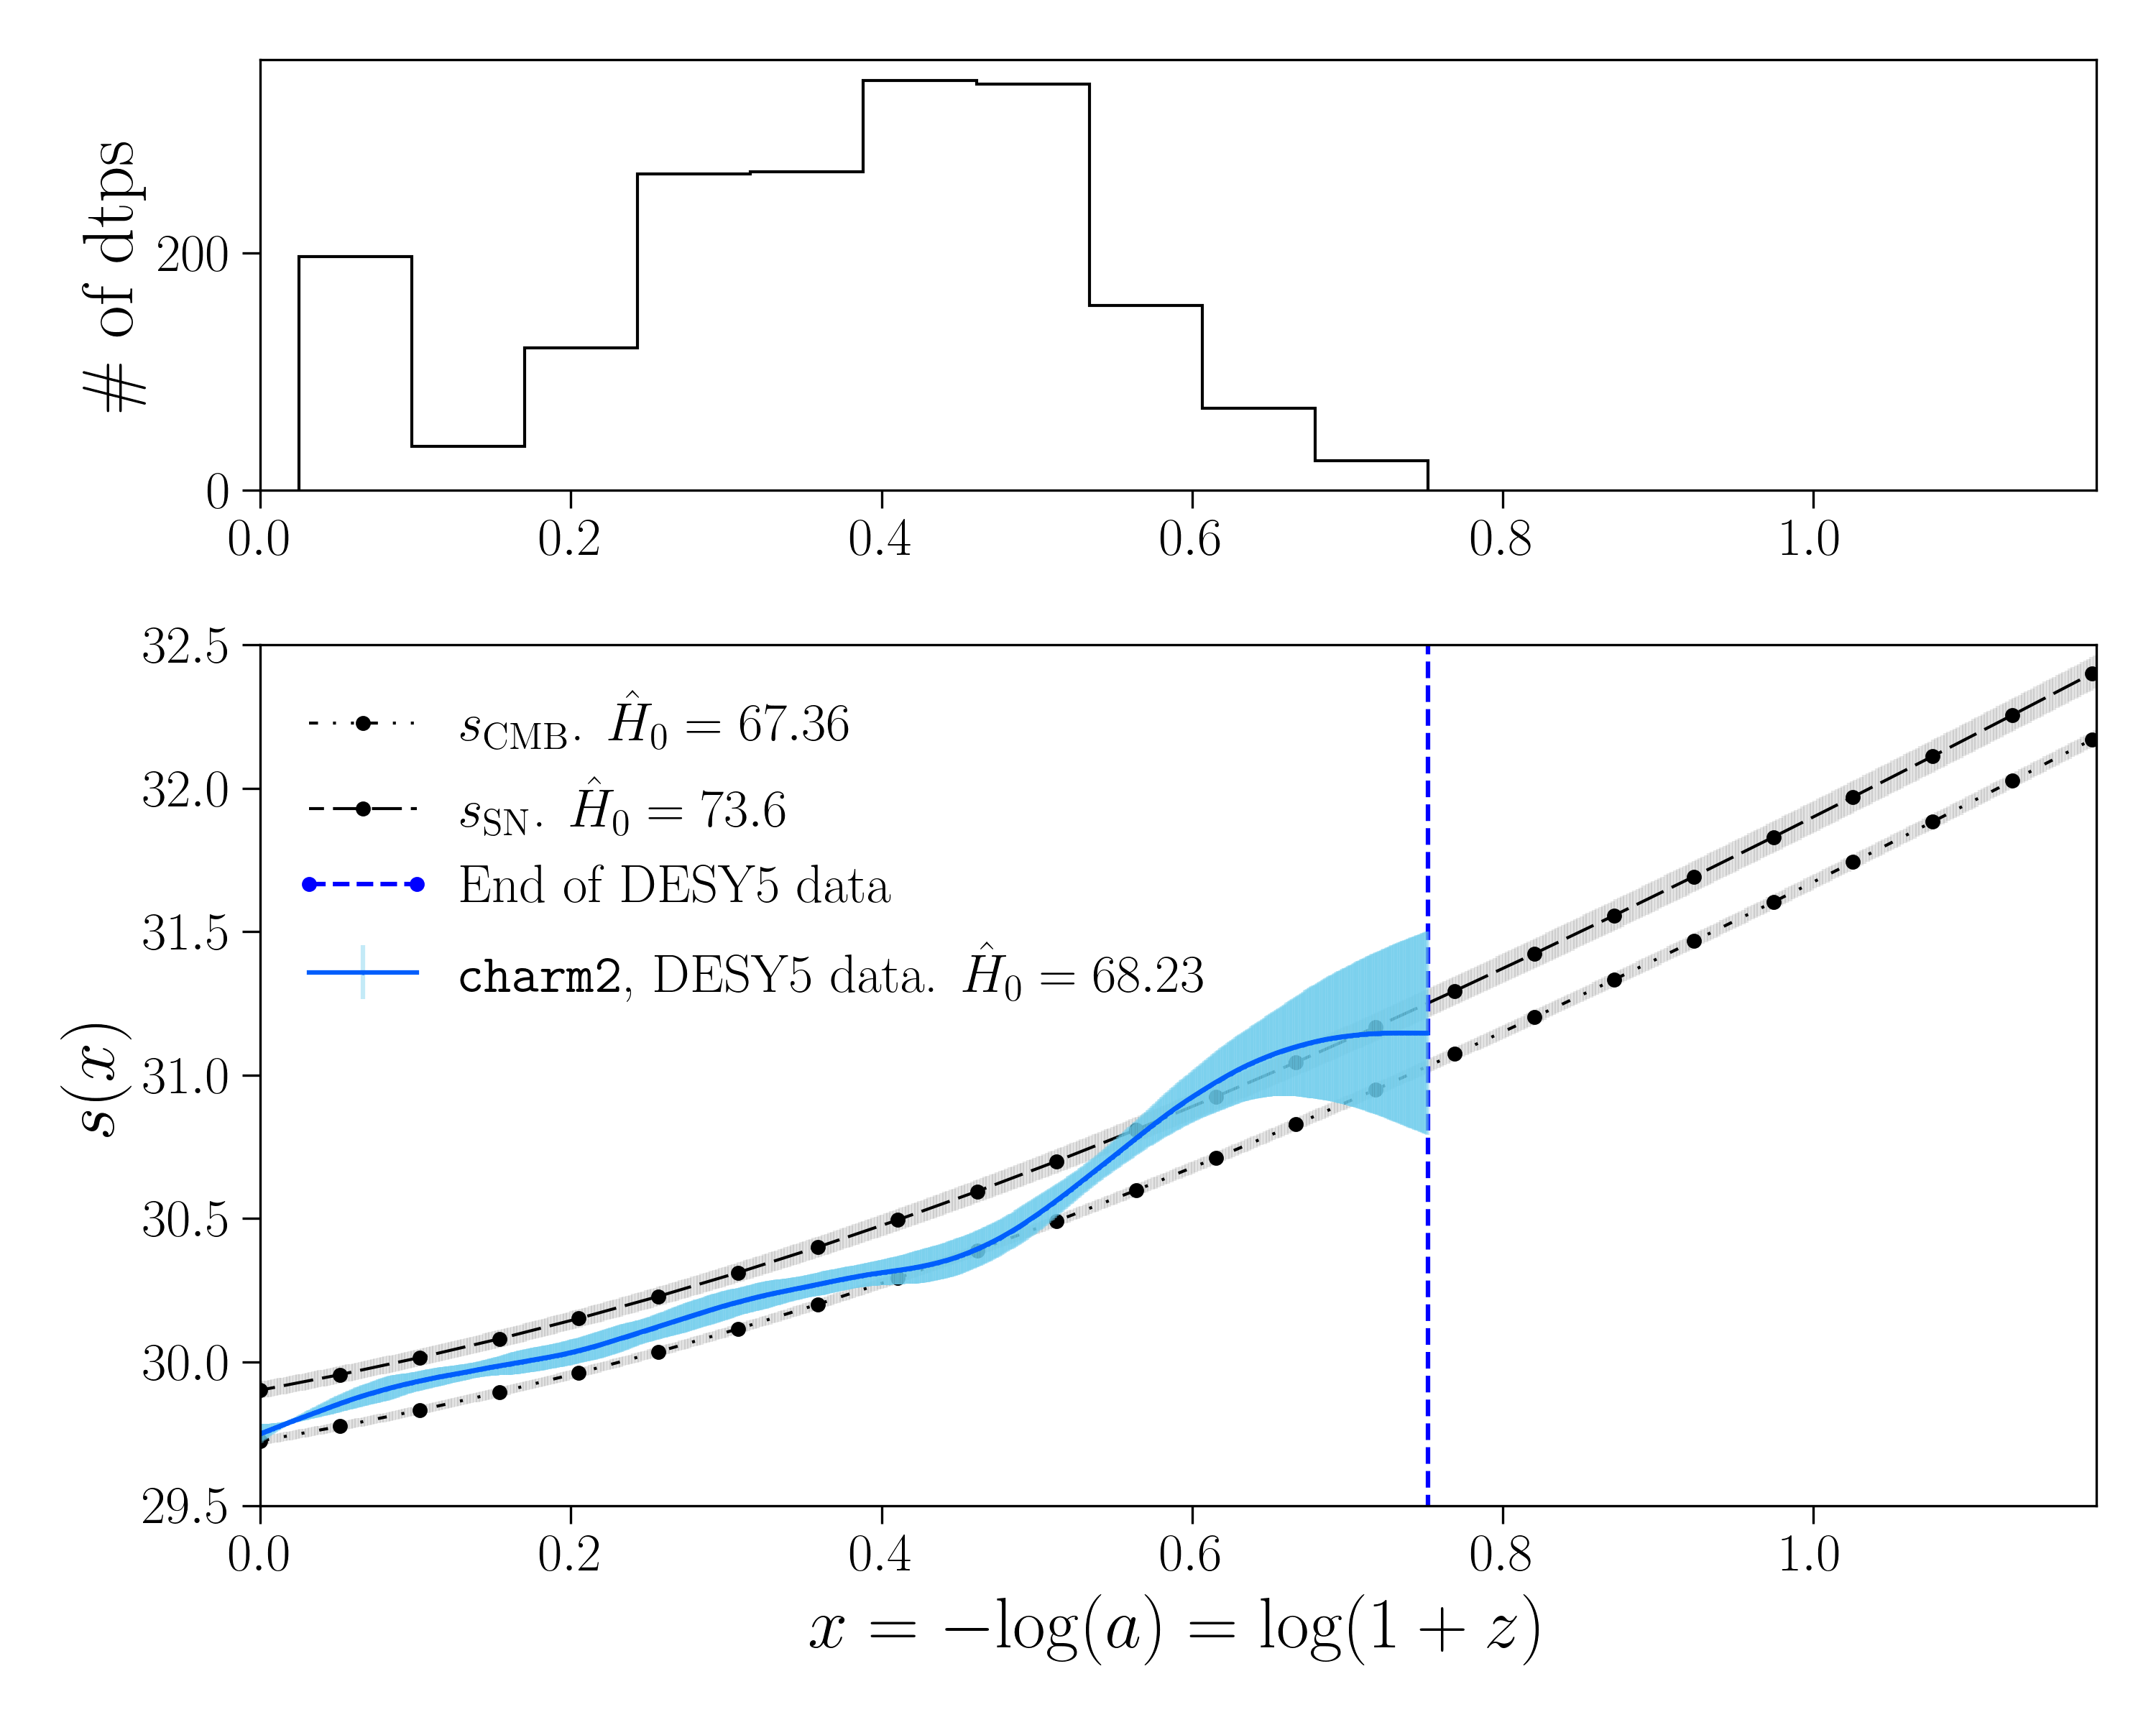 # of dtps
200
0
0.0 0.2 0.4 0.6 0.8 1.0
32.5
32.0
31.5
31.0
30.5
30.0
29.5
s(x)
s_CMB. Ĥ_0 = 67.36
s_SN. Ĥ_0 = 73.6
End of DESY5 data
charm2, DESY5 data. Ĥ_0 = 68.23
0.0 0.2 0.4 0.6 0.8 1.0
x = −log(a) = log(1 + z)